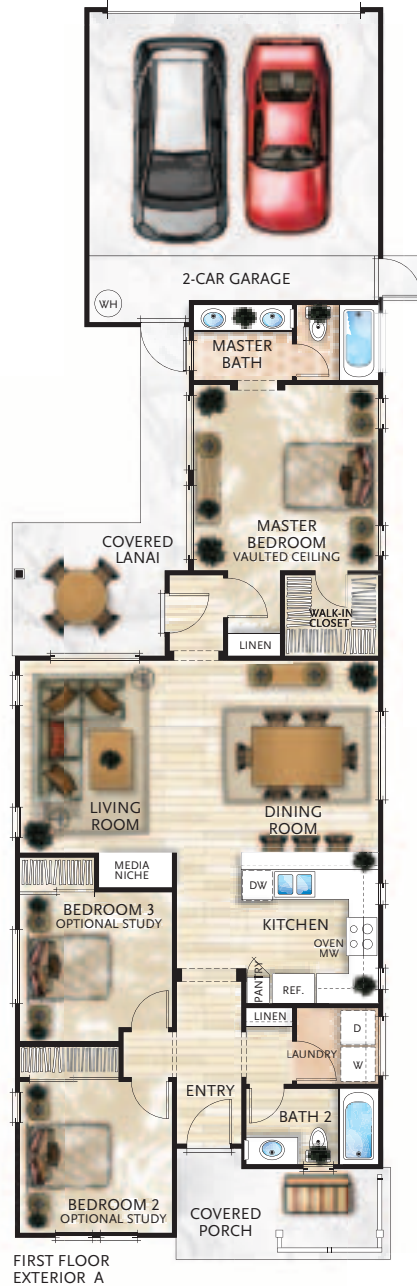 2-CAR GARAGE
WH
MASTER
BATH
MASTER
BEDROOM
VAULTED CEILING
COVERED
LANAI
WALK-IN
CLOSET
LINEN
LIVING
ROOM
DINING
ROOM
MEDIA
NICHE
DW
BEDROOM 3
OPTIONAL STUDY
KITCHEN
OVEN
MW
PANTRY
REF.
LINEN
D
LAUNDRY
W
ENTRY
BATH 2
BEDROOM 2
OPTIONAL STUDY
COVERED
PORCH
FIRST FLOOR
EXTERIOR A